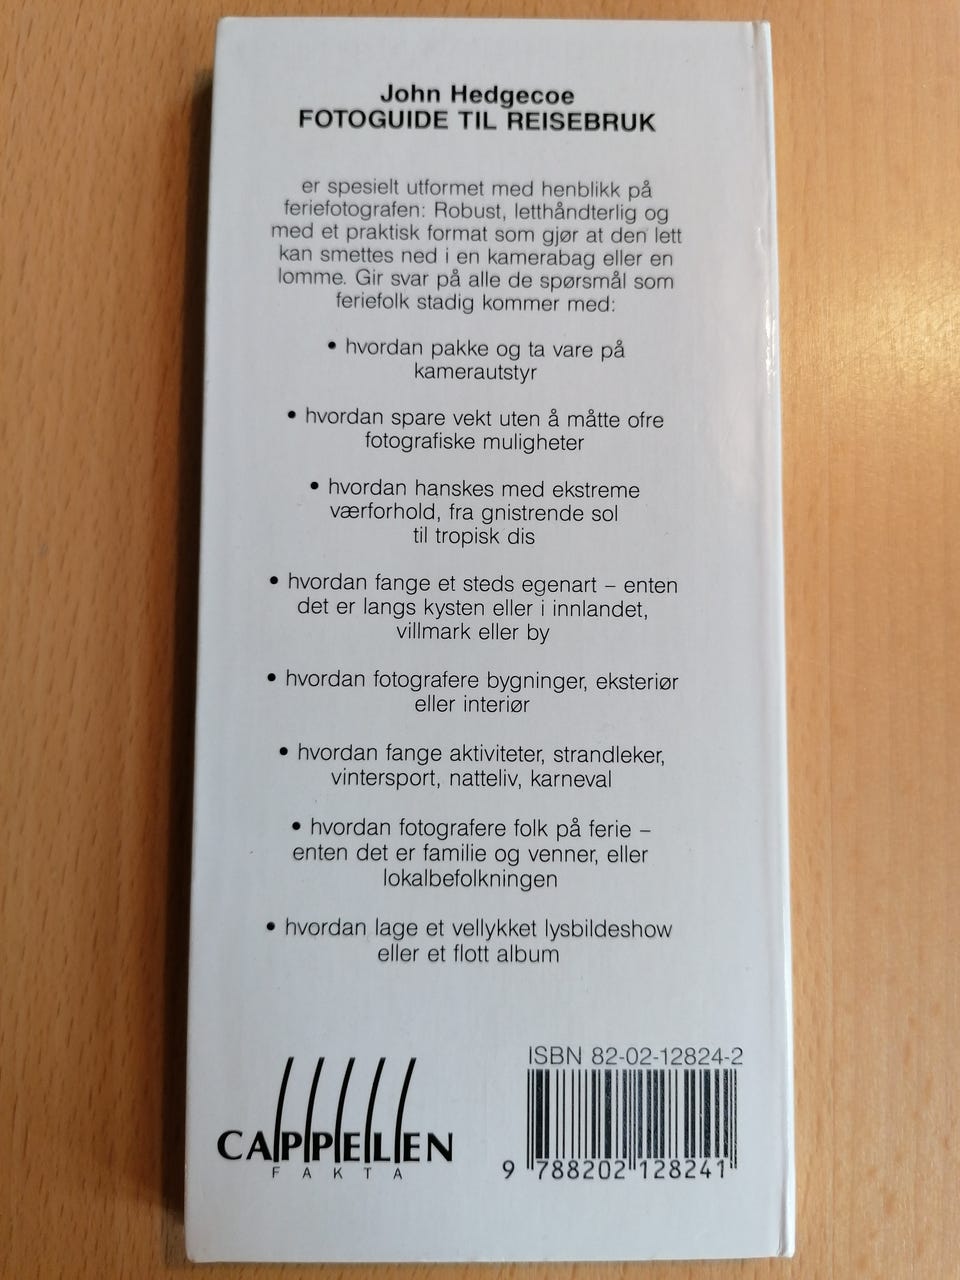 John Hedgecoe
FOTOGUIDE TIL REISEBRUK
er spesielt utformet med henblikk på
feriefotografen: Robust, letthåndterlig og
med et praktisk format som gjør at den lett
kan smettes ned i en kamerabag eller en
lomme. Gir svar på alle de spørsmål som
feriefolk stadig kommer med:
• hvordan pakke og ta vare på
kamerautstyr
• hvordan spare vekt uten å måtte ofre
fotografiske muligheter
• hvordan hanskes med ekstreme
værforhold, fra gnistrende sol
til tropisk dis
• hvordan fange et steds egenart – enten
det er langs kysten eller i innlandet,
villmark eller by
• hvordan fotografere bygninger, eksteriør
eller interiør
• hvordan fange aktiviteter, strandleker,
vintersport, natteliv, karneval
• hvordan fotografere folk på ferie –
enten det er familie og venner, eller
lokalbefolkningen
• hvordan lage et vellykket lysbildeshow
eller et flott album
CAPPELEN
FAKTA
ISBN 82-02-12824-2
9 788202 128241